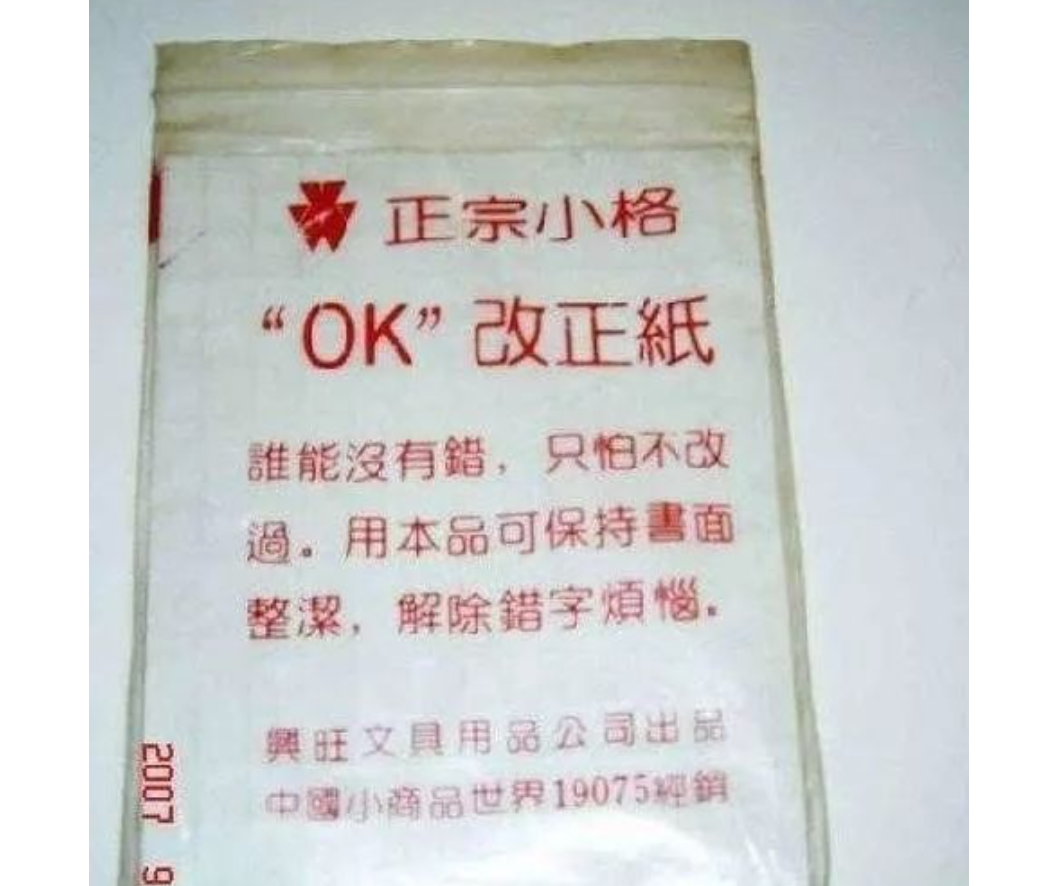 正宗小格
“OK”改正紙
誰能沒有錯，只怕不改
過。用本品可保持書面
整潔，解除錯字煩惱。
興旺文具用品公司出品
中國小商品世界19075經銷
2007 9